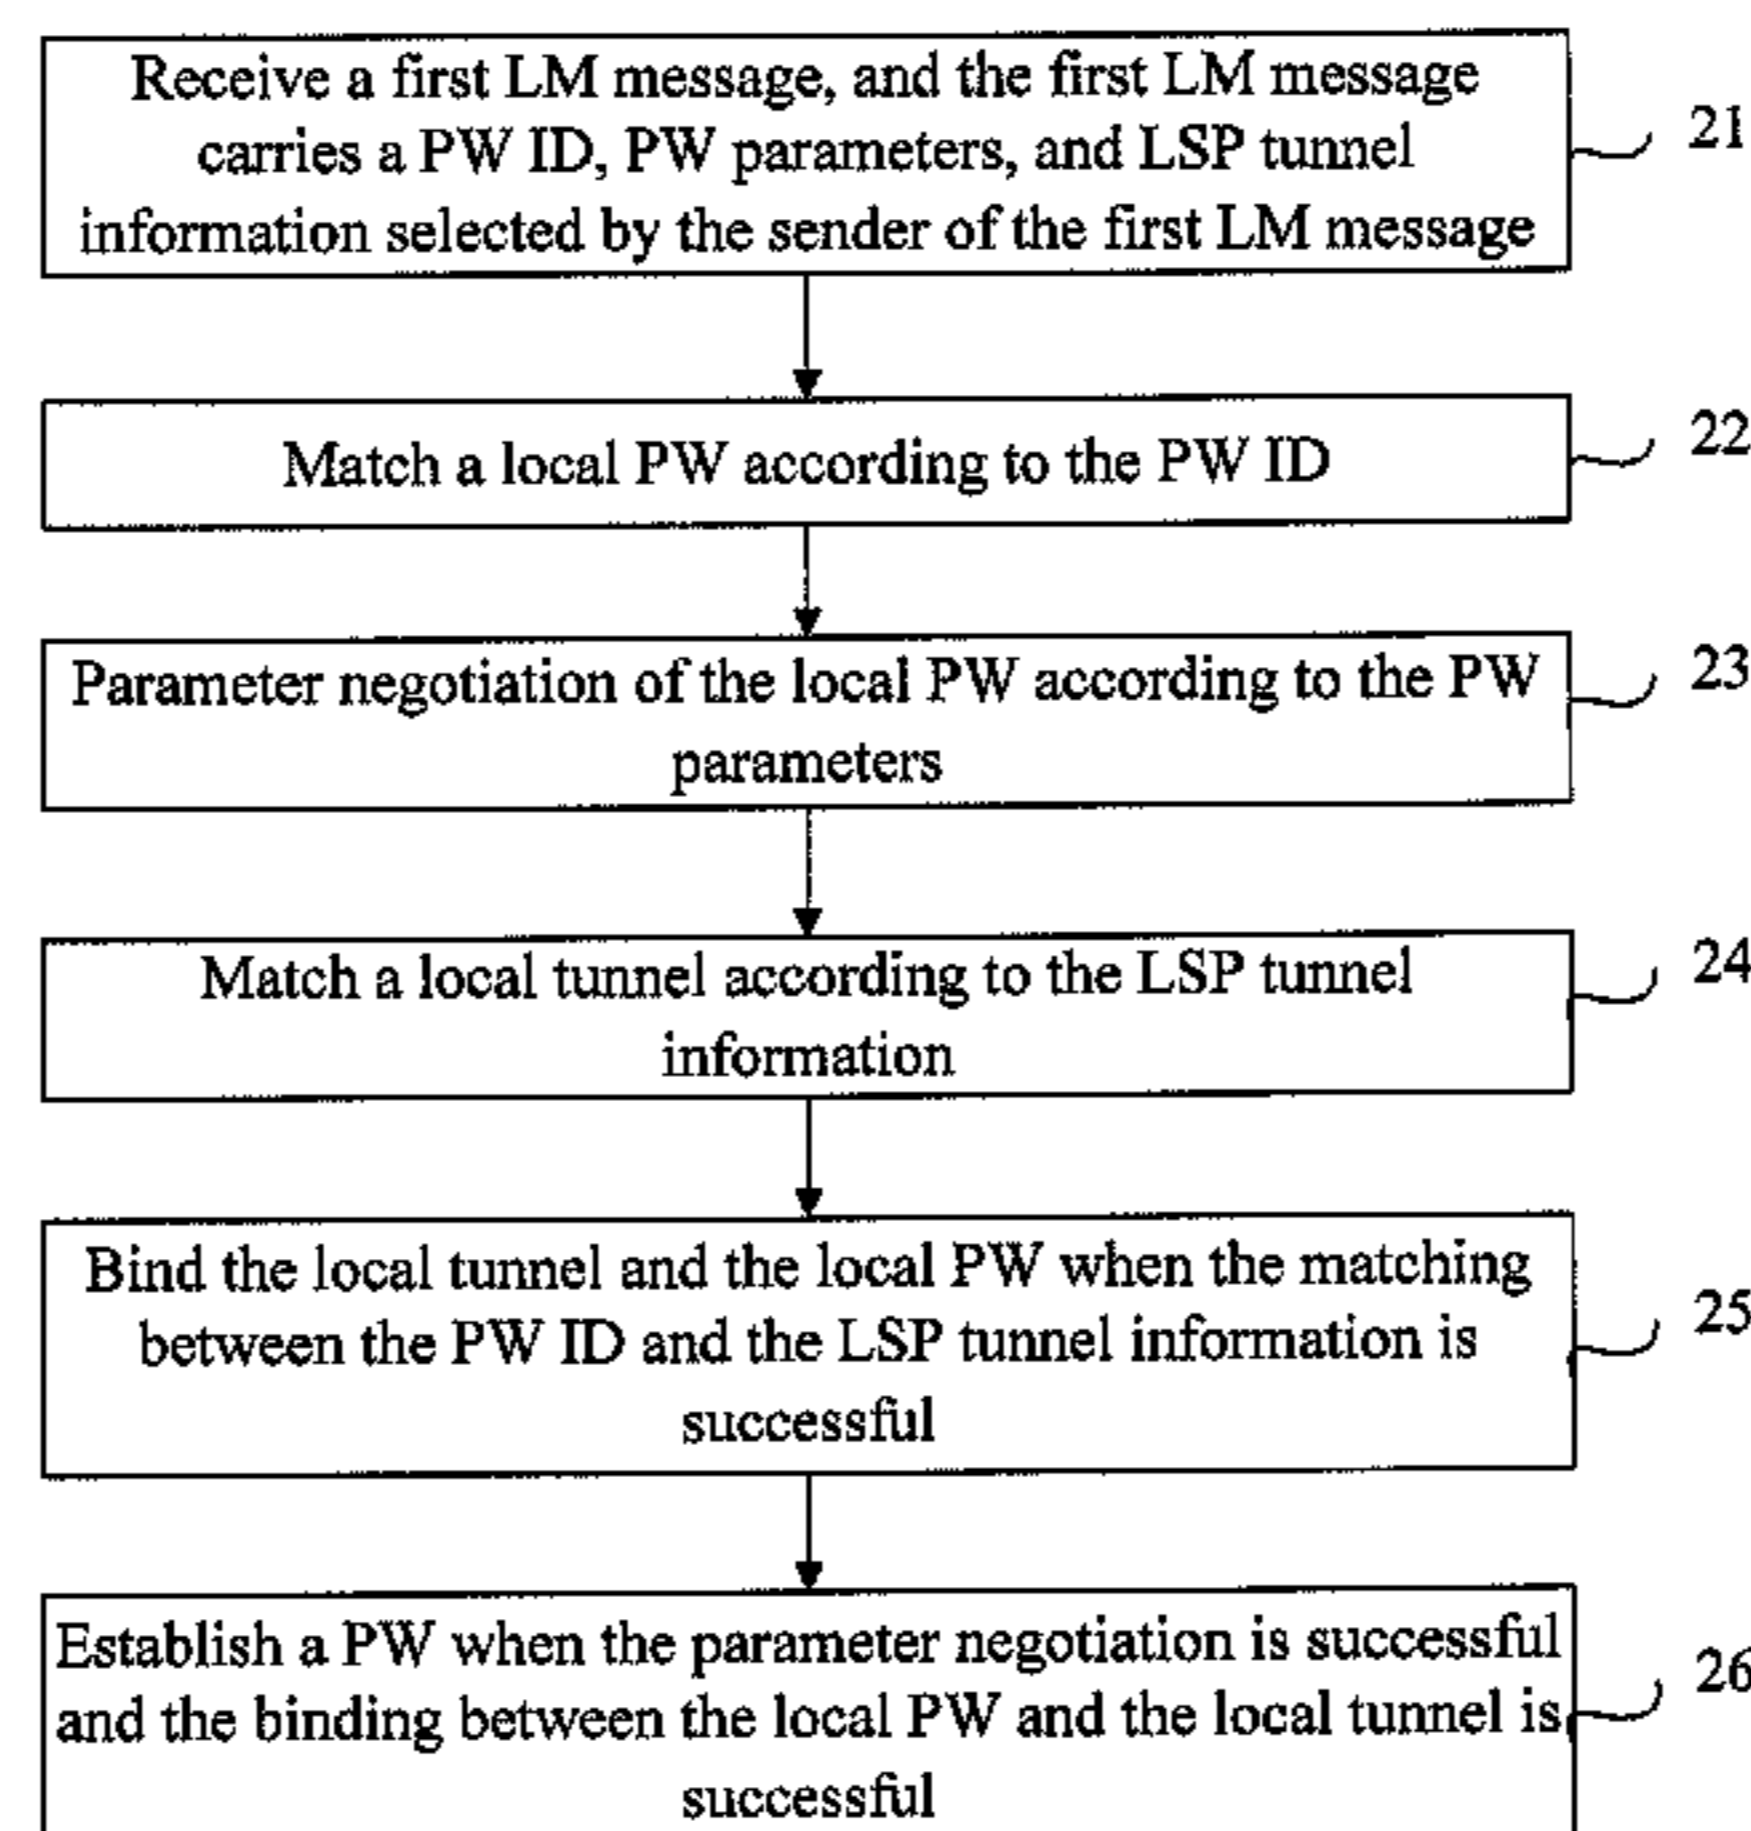 Receive a first LM message, and the first LM message
carries a PW ID, PW parameters, and LSP tunnel
information selected by the sender of the first LM message
21
Match a local PW according to the PW ID
22
Parameter negotiation of the local PW according to the PW
parameters
23
Match a local tunnel according to the LSP tunnel
information
24
Bind the local tunnel and the local PW when the matching
between the PW ID and the LSP tunnel information is
successful
25
Establish a PW when the parameter negotiation is successful
and the binding between the local PW and the local tunnel is
successful
26